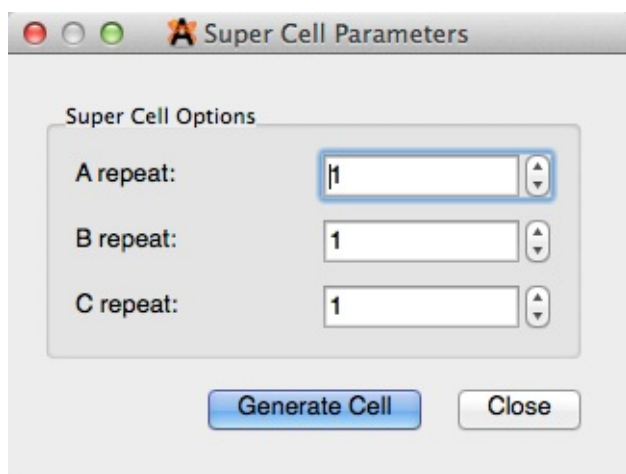 Super Cell Parameters
Super Cell Options
A repeat: 1
B repeat: 1
C repeat: 1
Generate Cell Close